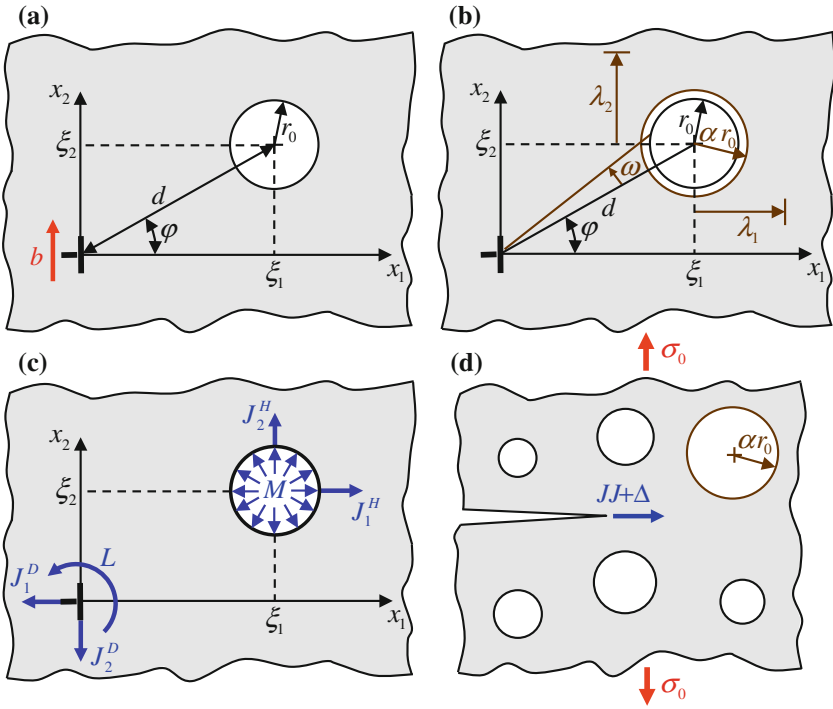 (a)
x₂
ξ₂
r₀
d
φ
b
ξ₁
x₁
(b)
x₂
λ₂
ξ₂
r₀
αr₀
ω
d
φ
λ₁
ξ₁
x₁
(c)
J₂ᴴ
x₂
ξ₂
M
J₁ᴴ
L
J₁ᴰ
J₂ᴰ
ξ₁
x₁
σ₀
(d)
αr₀
JJ+Δ
σ₀